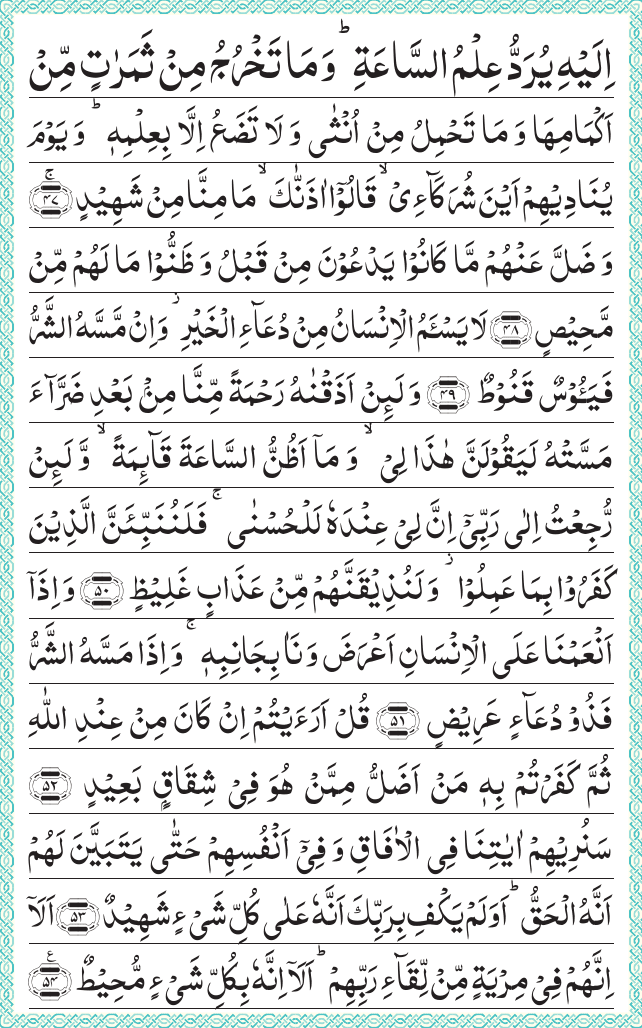 اِلَيْهِ يُرَدُّ عِلْمُ السَّاعَةِ ؕ وَ مَا تَخْرُجُ مِنْ ثَمَرٰتٍ مِّنْ
اَكْمَامِهَا وَ مَا تَحْمِلُ مِنْ اُنْثٰى وَ لَا تَضَعُ اِلَّا بِعِلْمِهٖ ؕ وَ يَوْمَ
يُنَادِيْهِمْ اَيْنَ شُرَكَآءِيْ ۙ قَالُوْۤا اٰذَنّٰكَ ۙ مَا مِنَّا مِنْ شَهِيْدٍ ۚ﴿۴۷﴾
وَ ضَلَّ عَنْهُمْ مَّا كَانُوْا يَدْعُوْنَ مِنْ قَبْلُ وَ ظَنُّوْا مَا لَهُمْ مِّنْ
مَّحِيْصٍ ﴿۴۸﴾ لَا يَسْـَٔمُ الْاِنْسَانُ مِنْ دُعَآءِ الْخَيْرِ ؗ وَ اِنْ مَّسَّهُ الشَّرُّ
فَيَـُٔوْسٌ قَنُوْطٌ ﴿۴۹﴾ وَ لَئِنْ اَذَقْنٰهُ رَحْمَةً مِّنَّا مِنْۢ بَعْدِ ضَرَّآءَ
مَسَّتْهُ لَيَقُوْلَنَّ هٰذَا لِيْ ۙ وَ مَاۤ اَظُنُّ السَّاعَةَ قَآئِمَةً ۙ وَّ لَئِنْ
رُّجِعْتُ اِلٰى رَبِّيْۤ اِنَّ لِيْ عِنْدَهٗ لَلْحُسْنٰى ۚ فَلَنُنَبِّئَنَّ الَّذِيْنَ
كَفَرُوْا بِمَا عَمِلُوْا ؗ وَ لَنُذِيْقَنَّهُمْ مِّنْ عَذَابٍ غَلِيْظٍ ﴿۵۰﴾ وَ اِذَاۤ
اَنْعَمْنَا عَلَى الْاِنْسَانِ اَعْرَضَ وَ نَاٰ بِجَانِبِهٖ ۚ وَ اِذَا مَسَّهُ الشَّرُّ
فَذُوْ دُعَآءٍ عَرِيْضٍ ﴿۵۱﴾ قُلْ اَرَءَيْتُمْ اِنْ كَانَ مِنْ عِنْدِ اللّٰهِ
ثُمَّ كَفَرْتُمْ بِهٖ مَنْ اَضَلُّ مِمَّنْ هُوَ فِيْ شِقَاقٍۭ بَعِيْدٍ ﴿۵۲﴾
سَنُرِيْهِمْ اٰيٰتِنَا فِي الْاٰفَاقِ وَ فِيْۤ اَنْفُسِهِمْ حَتّٰى يَتَبَيَّنَ لَهُمْ
اَنَّهُ الْحَقُّ ؕ اَوَ لَمْ يَكْفِ بِرَبِّكَ اَنَّهٗ عَلٰى كُلِّ شَيْءٍ شَهِيْدٌ ﴿۵۳﴾ اَلَاۤ
اِنَّهُمْ فِيْ مِرْيَةٍ مِّنْ لِّقَآءِ رَبِّهِمْ ؕ اَلَاۤ اِنَّهٗ بِكُلِّ شَيْءٍ مُّحِيْطٌ ﴿۵۴﴾ع